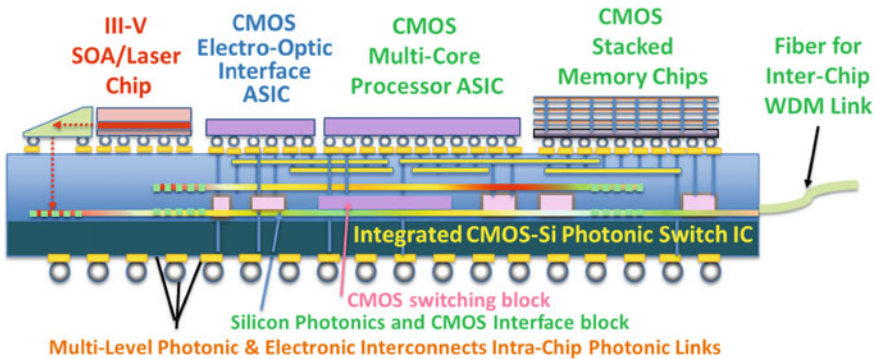 III-V
SOA/Laser
Chip
CMOS
Electro-Optic
Interface
ASIC
CMOS
Multi-Core
Processor ASIC
CMOS
Stacked
Memory Chips
Fiber for
Inter-Chip
WDM Link
Integrated CMOS-Si Photonic Switch IC
CMOS switching block
Silicon Photonics and CMOS Interface block
Multi-Level Photonic & Electronic Interconnects Intra-Chip Photonic Links